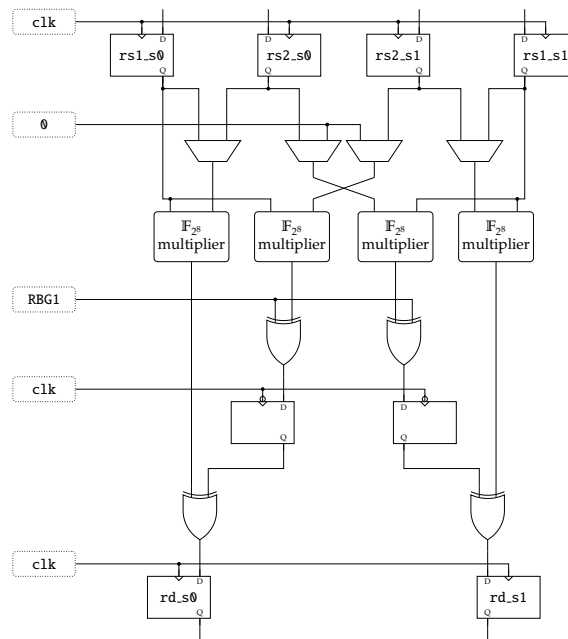 clk
D D D D
rs1_s0 rs2_s0 rs2_s1 rs1_s1
Q Q Q Q
0
𝔽₂⁸ 𝔽₂⁸ 𝔽₂⁸ 𝔽₂⁸
multiplier multiplier multiplier multiplier
RBG1
clk
D D
Q Q
clk
D D
rd_s0 rd_s1
Q Q